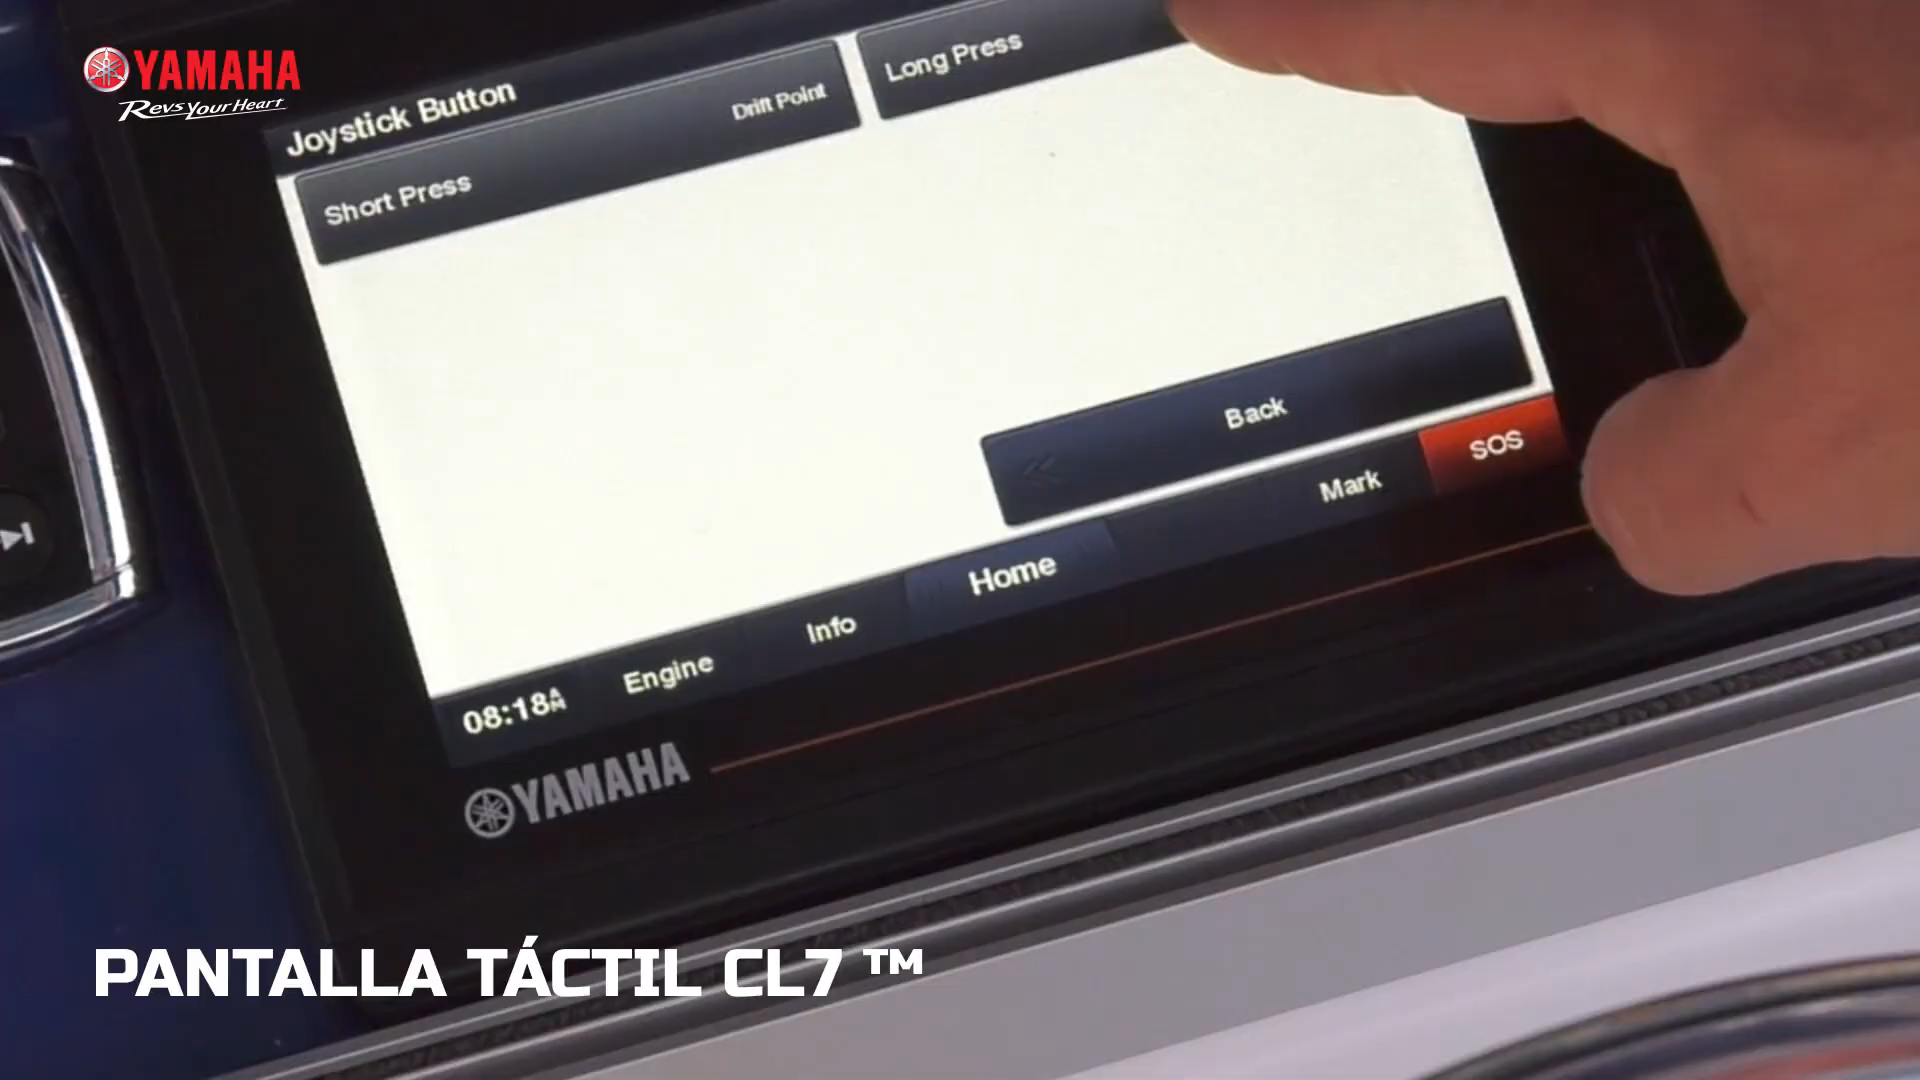 YAMAHA
Revs Your Heart
Joystick Button
Short Press
Drift Point
Long Press
Back
08:18AM
Engine
Info
Home
Mark
SOS
YAMAHA
PANTALLA TÁCTIL CL7 ™